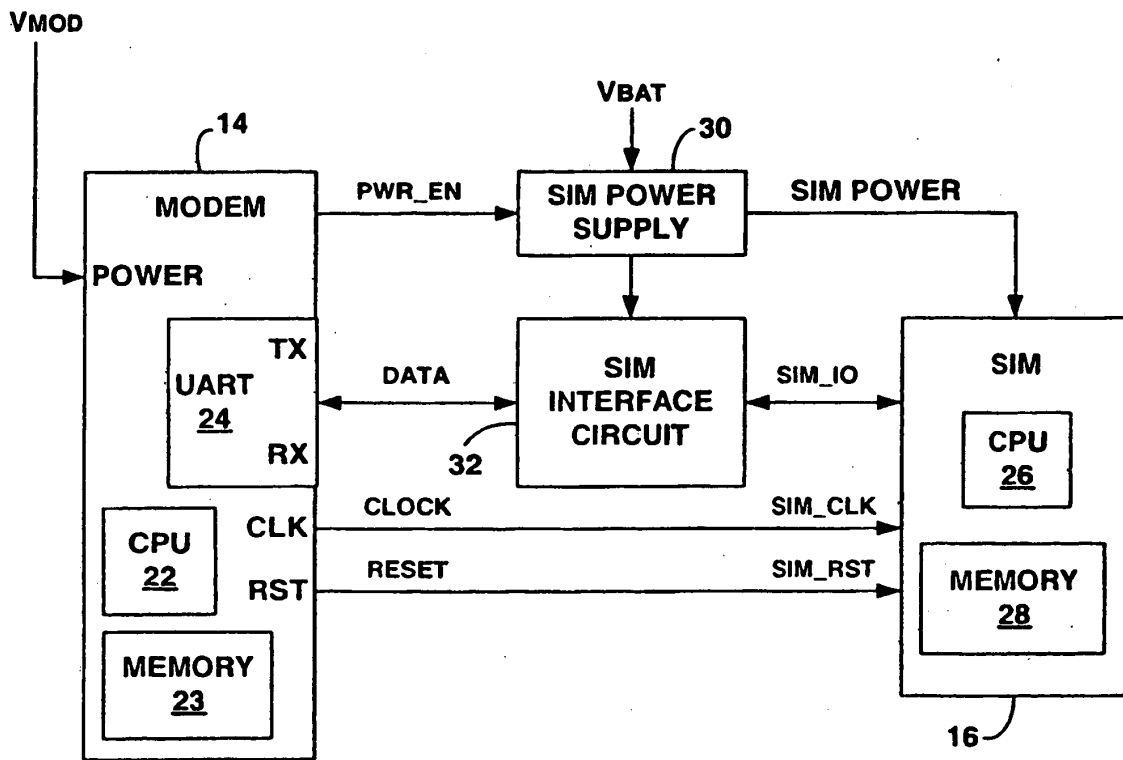 VMOD
14
VBAT
30
MODEM
PWR_EN
SIM POWER
SUPPLY
SIM POWER
POWER
TX
UART
24
RX
DATA
SIM
INTERFACE
CIRCUIT
32
SIM_IO
SIM
CPU
26
CLK
CLOCK
SIM_CLK
CPU
22
RST
RESET
SIM_RST
MEMORY
28
MEMORY
23
16